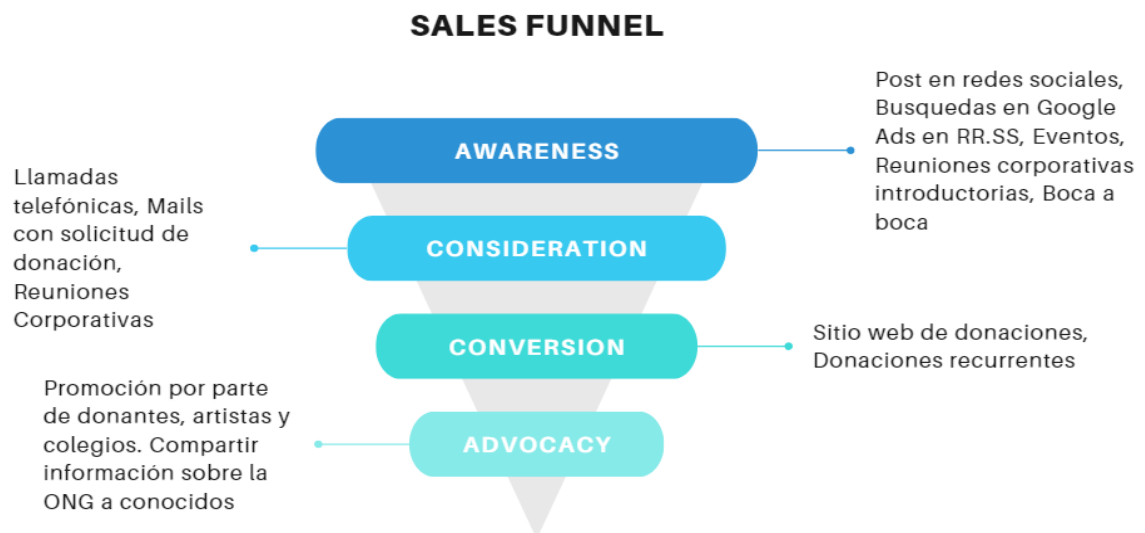 SALES FUNNEL
AWARENESS
Post en redes sociales,
Busquedas en Google
Ads en RR.SS, Eventos,
Reuniones corporativas
introductorias, Boca a
boca
Llamadas
telefónicas, Mails
con solicitud de
donación,
Reuniones
Corporativas
CONSIDERATION
CONVERSION
Sitio web de donaciones,
Donaciones recurrentes
Promoción por parte
de donantes, artistas y
colegios. Compartir
información sobre la
ONG a conocidos
ADVOCACY